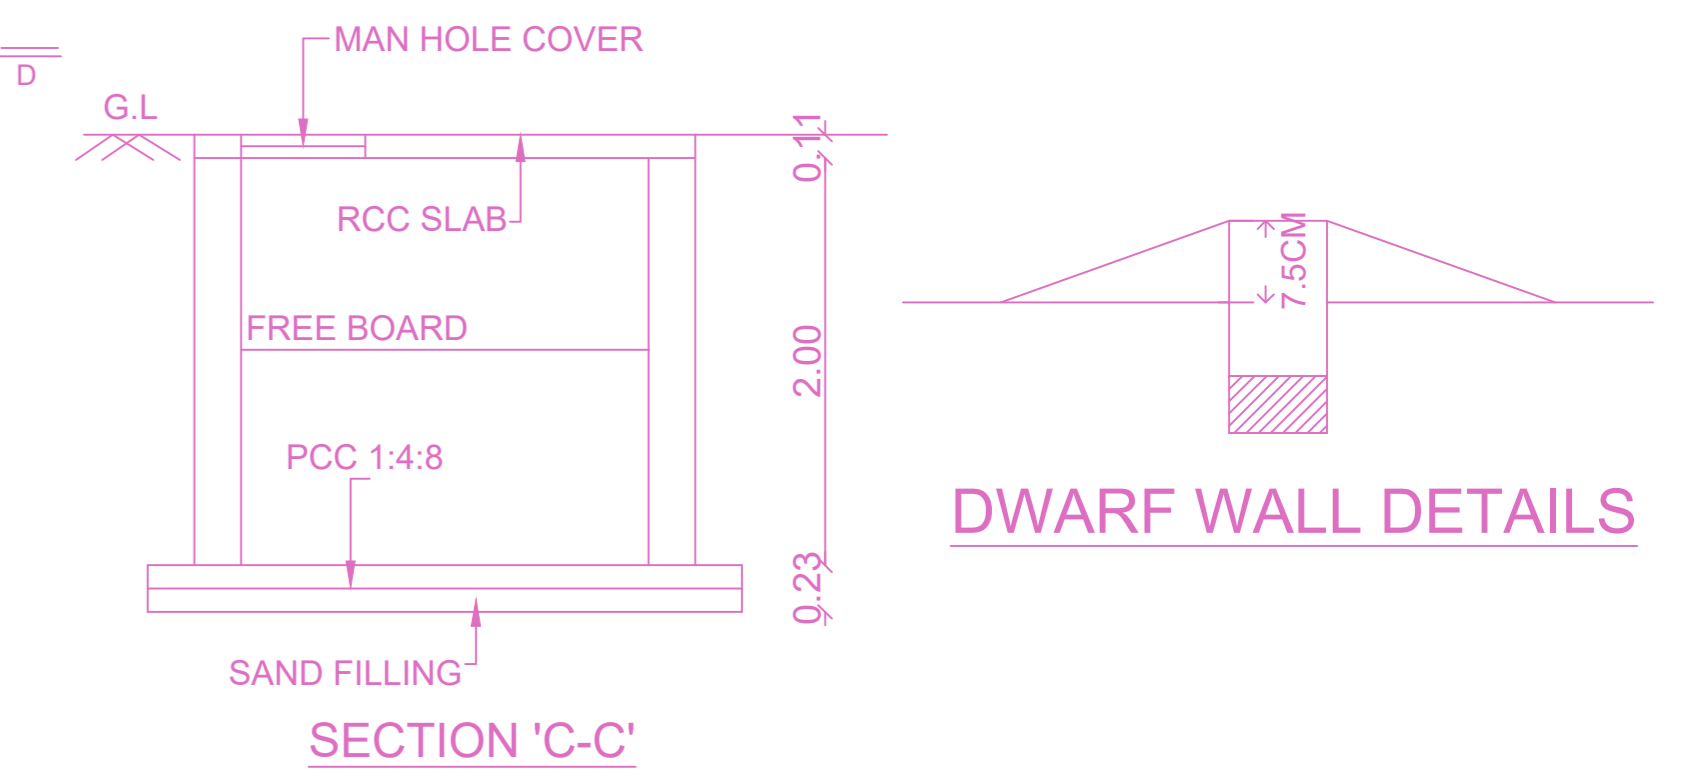 MAN HOLE COVER
D
G.L
0.11
RCC SLAB
7.5CM
FREE BOARD
2.00
PCC 1:4:8
DWARF WALL DETAILS
0.23
SAND FILLING
SECTION 'C-C'